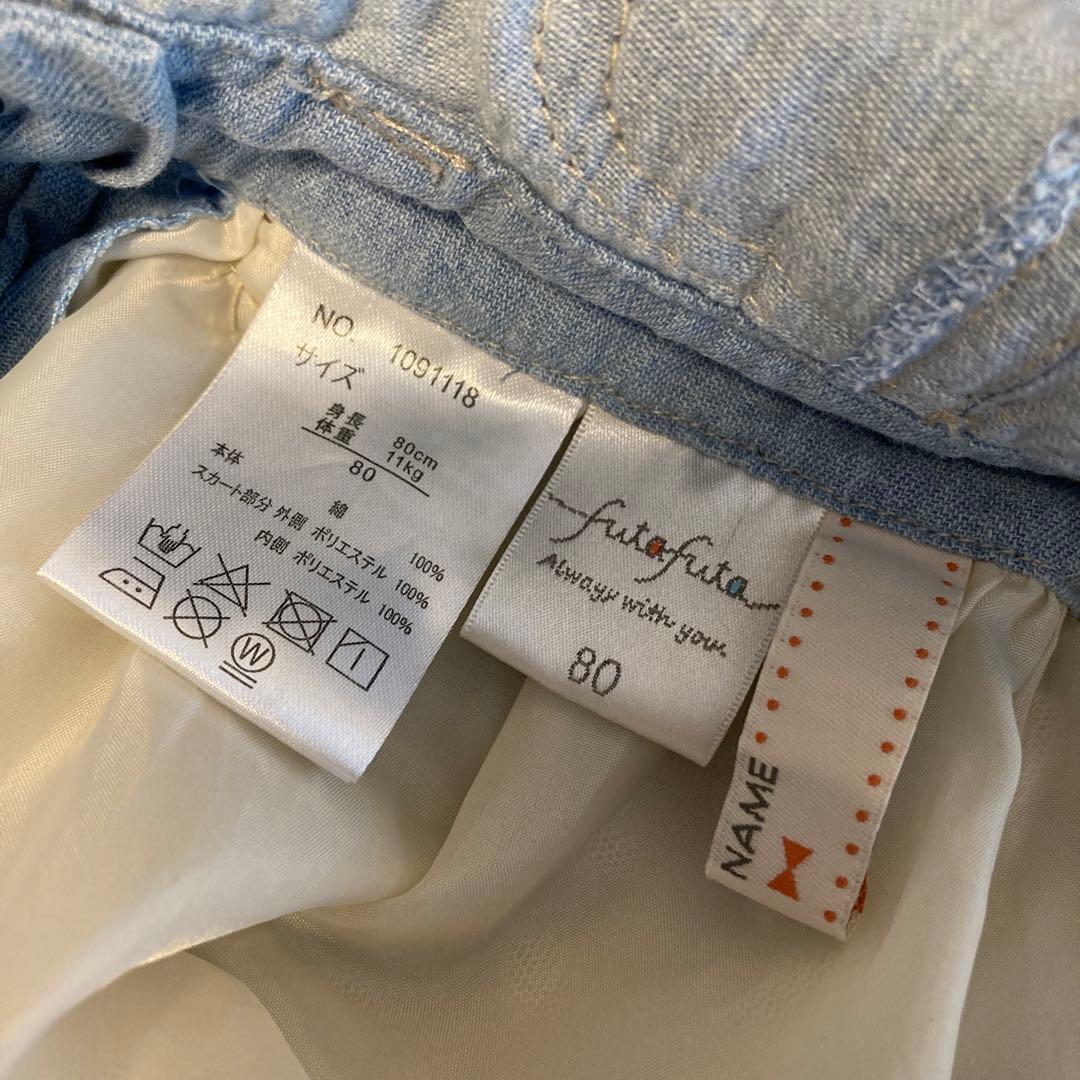 NO. 1091118
サイズ
身長 80cm
体重 11kg
80
本体 綿 100%
スカート部分 外側 ポリエステル 100%
内側 ポリエステル 100%
W
futafuta
Always with you.
80
NAME